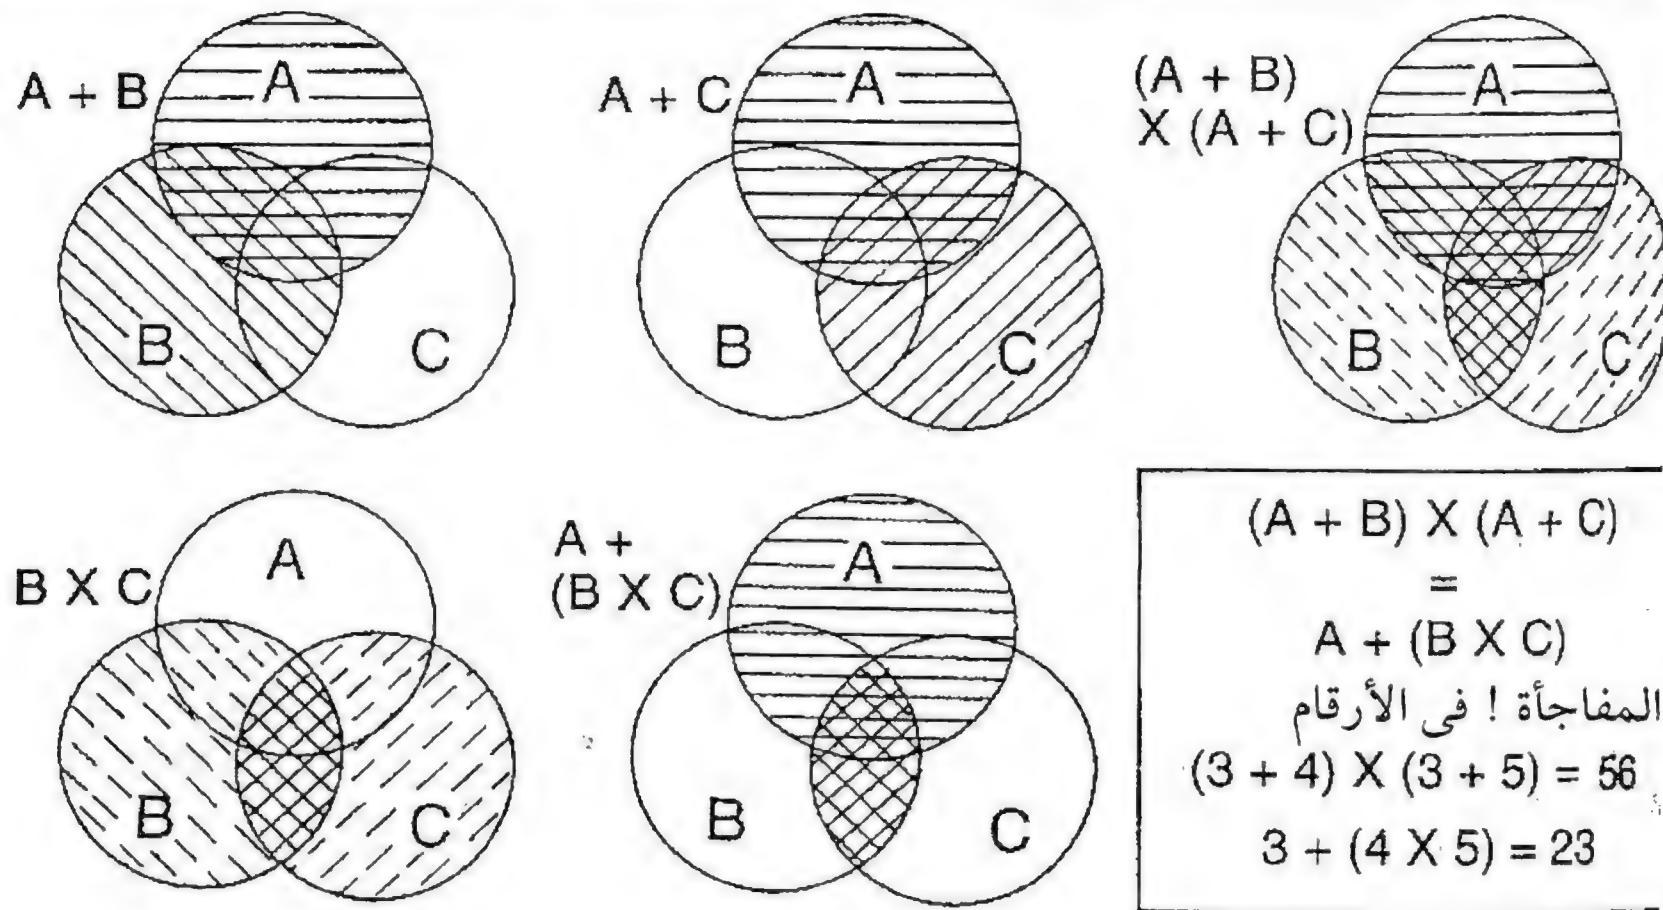 A + B
A
B
C
A + C
A
B
C
(A + B)
X (A + C)
A
B
C
B X C
A
B
C
A +
(B X C)
A
B
C
(A + B) X (A + C)
=
A + (B X C)
المفاجأة ! فى الأرقام
(3 + 4) X (3 + 5) = 56
3 + (4 X 5) = 23